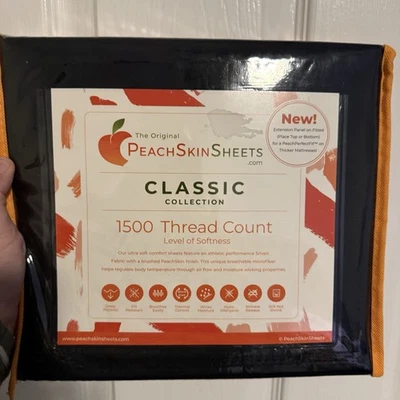 The Original
PEACHSKINSHEETS
.com
New!
Extension Panel on Fitted
(Place Top or Bottom)
for a PeachPerfectFit™ on
Thicker Mattresses!
CLASSIC
COLLECTION
1500 Thread Count
Level of Softness
Our ultra soft comfort sheets feature an athletic performance Smart
Fabric with a brushed PeachSkin finish. This unique breathable microfiber
helps regulate body temperature through air flow and moisture wicking properties.
Thermal
Control
www.peachskinsheets.com
© PeachSkinSheets